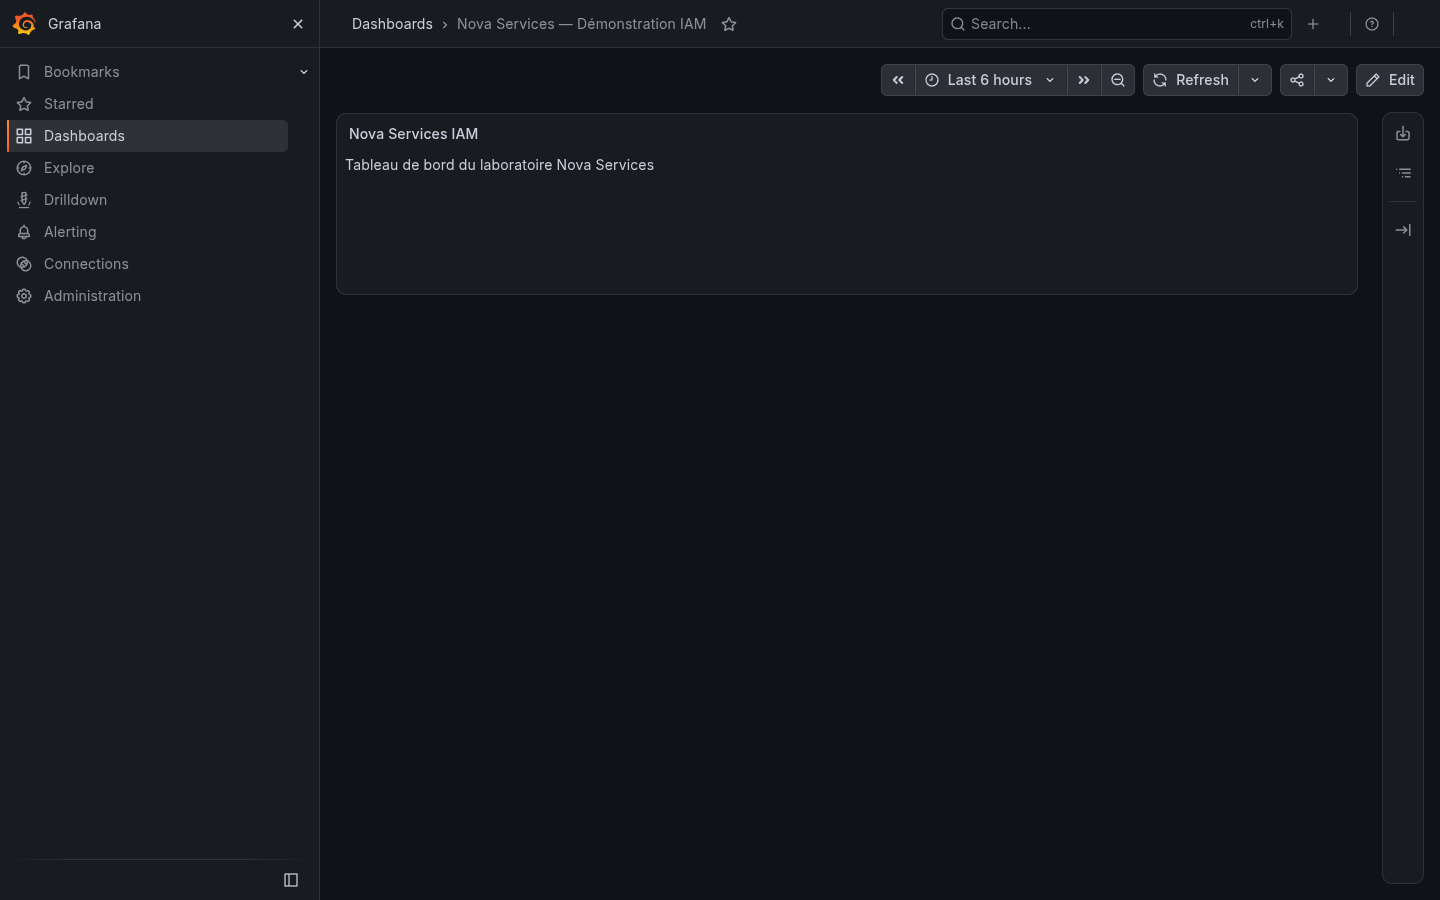 Grafana
Dashboards › Nova Services — Démonstration IAM
Search...
ctrl+k
Bookmarks
Starred
Dashboards
Explore
Drilldown
Alerting
Connections
Administration
Last 6 hours
Refresh
Edit
Nova Services IAM
Tableau de bord du laboratoire Nova Services